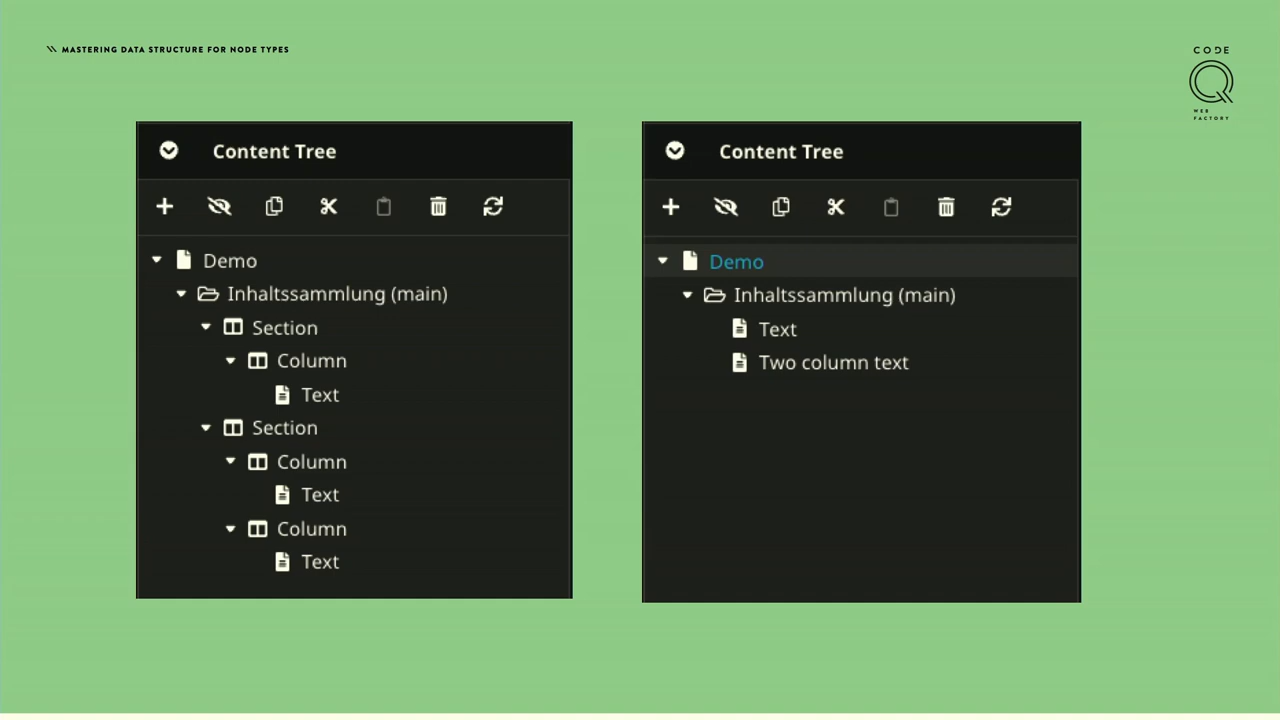 MASTERING DATA STRUCTURE FOR NODE TYPES
CODE
Q
WEB
FACTORY
Content Tree
Demo
Inhaltssammlung (main)
Section
Column
Text
Section
Column
Text
Column
Text
Content Tree
Demo
Inhaltssammlung (main)
Text
Two column text